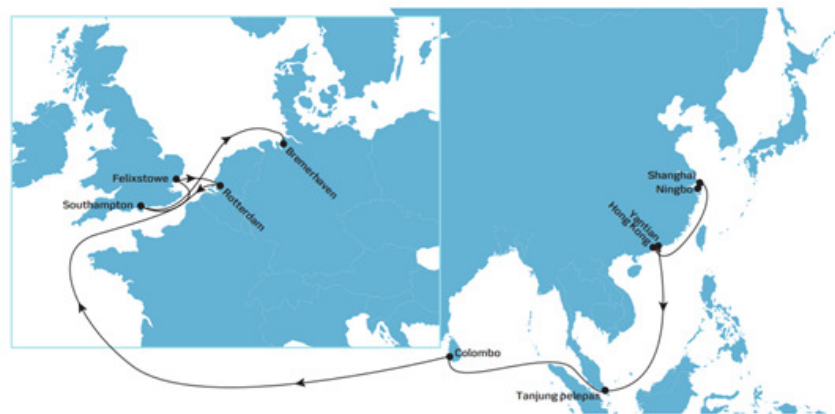 Felixstowe
Southampton
Rotterdam
Bremerhaven
Shanghai
Ningbo
Yantian
Hong Kong
Colombo
Tanjung pelepas